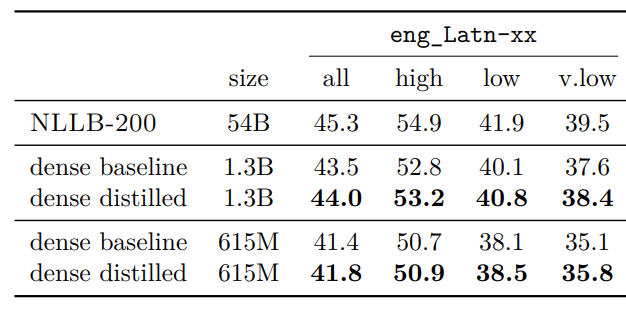 eng_Latn-xx
size all high low v.low
NLLB-200 54B 45.3 54.9 41.9 39.5
dense baseline 1.3B 43.5 52.8 40.1 37.6
dense distilled 1.3B 44.0 53.2 40.8 38.4
dense baseline 615M 41.4 50.7 38.1 35.1
dense distilled 615M 41.8 50.9 38.5 35.8